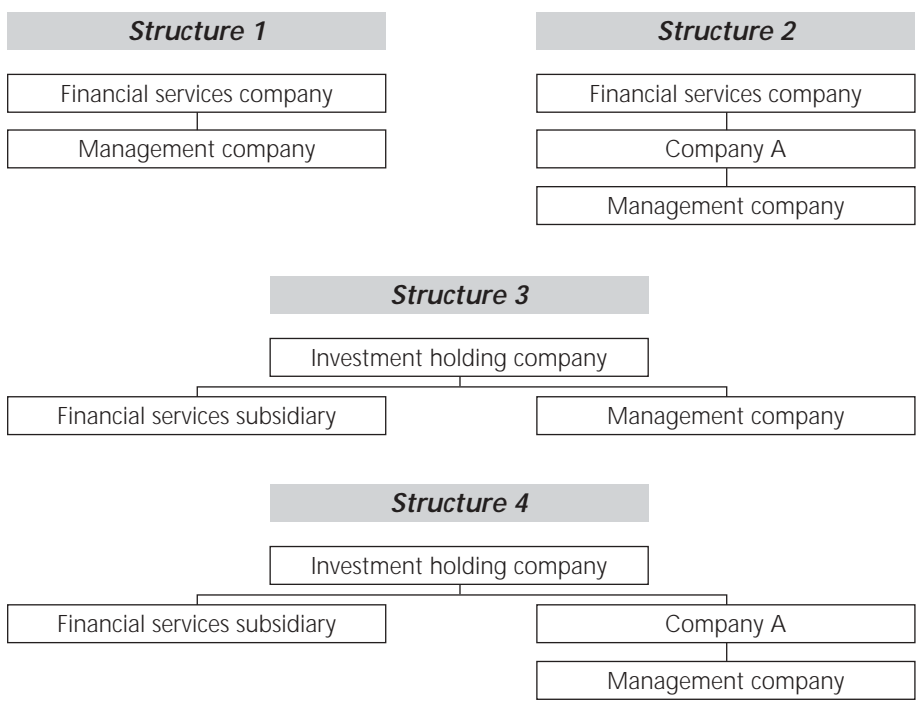 Structure 1
Structure 2
Financial services company
Financial services company
Management company
Company A
Management company
Structure 3
Investment holding company
Financial services subsidiary
Management company
Structure 4
Investment holding company
Financial services subsidiary
Company A
Management company